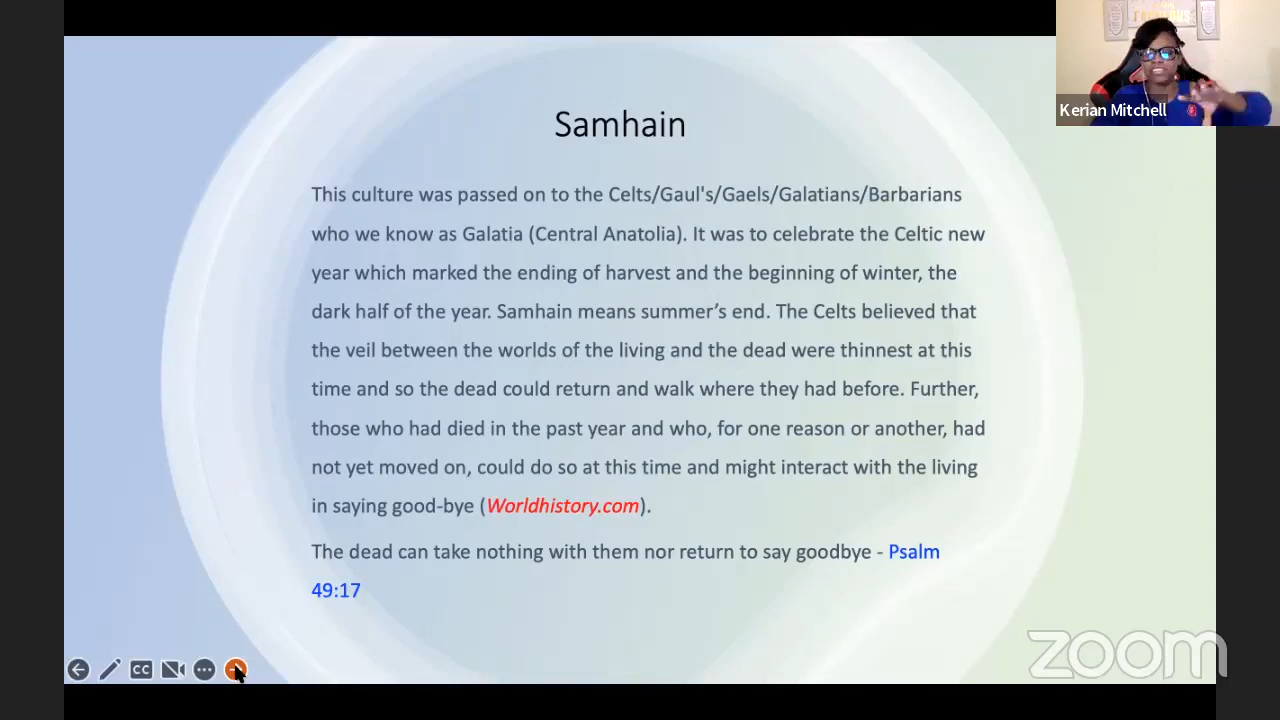 Kerian Mitchell
Samhain
This culture was passed on to the Celts/Gaul's/Gaels/Galatians/Barbarians
who we know as Galatia (Central Anatolia). It was to celebrate the Celtic new
year which marked the ending of harvest and the beginning of winter, the
dark half of the year. Samhain means summer’s end. The Celts believed that
the veil between the worlds of the living and the dead were thinnest at this
time and so the dead could return and walk where they had before. Further,
those who had died in the past year and who, for one reason or another, had
not yet moved on, could do so at this time and might interact with the living
in saying good-bye (Worldhistory.com).
The dead can take nothing with them nor return to say goodbye - Psalm
49:17
CC
zoom